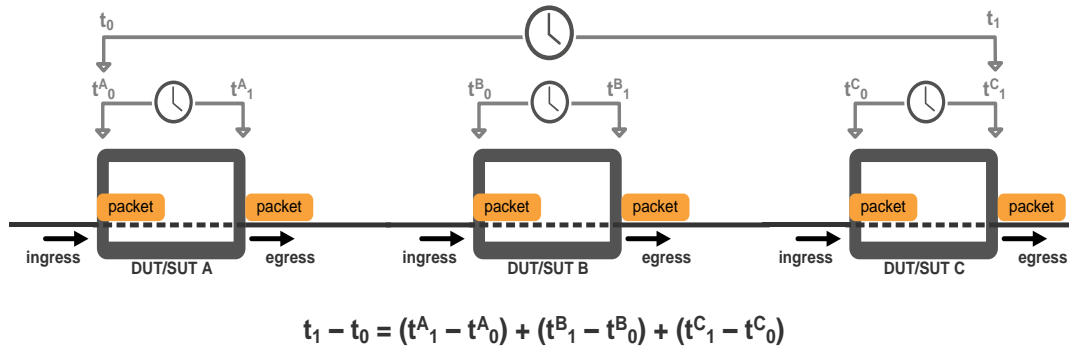 t₀ t₁
tᴬ₀ tᴬ₁ tᴮ₀ tᴮ₁ tᶜ₀ tᶜ₁
packet packet packet packet packet packet
ingress egress ingress egress ingress egress
DUT/SUT A DUT/SUT B DUT/SUT C
t₁ – t₀ = (tᴬ₁ – tᴬ₀) + (tᴮ₁ – tᴮ₀) + (tᶜ₁ – tᶜ₀)